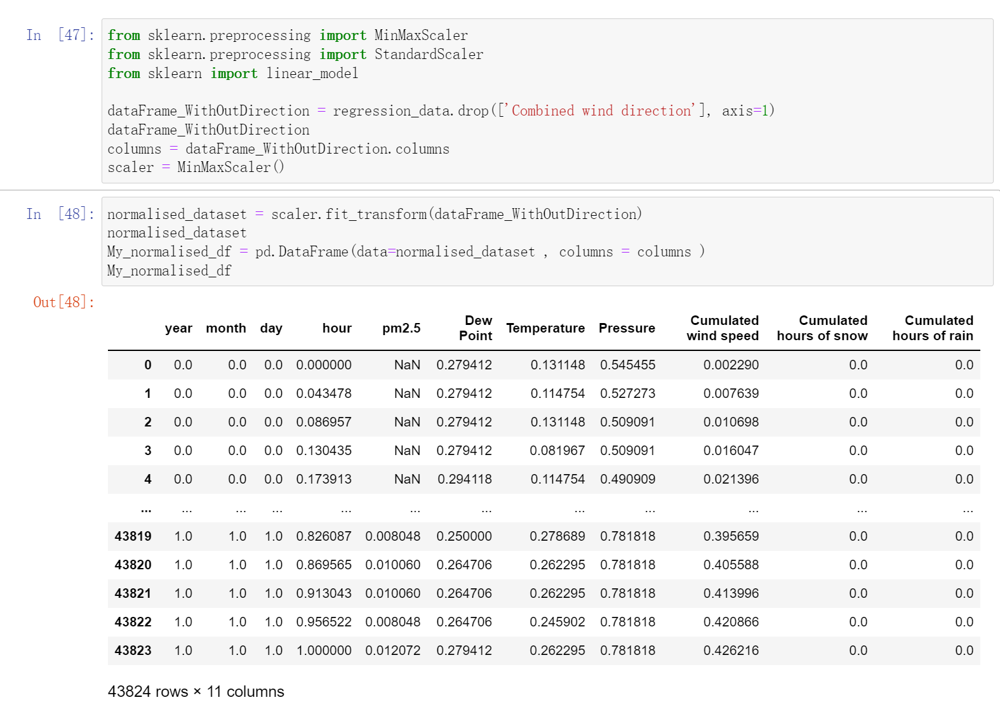 In [47]:
from sklearn.preprocessing import MinMaxScaler
from sklearn.preprocessing import StandardScaler
from sklearn import linear_model
dataFrame_WithOutDirection = regression_data.drop(['Combined wind direction'], axis=1)
dataFrame_WithOutDirection
columns = dataFrame_WithOutDirection.columns
scaler = MinMaxScaler()
In [48]:
normalised_dataset = scaler.fit_transform(dataFrame_WithOutDirection)
normalised_dataset
My_normalised_df = pd.DataFrame(data=normalised_dataset , columns = columns )
My_normalised_df
Out[48]:
year month day hour pm2.5 Dew Point Temperature Pressure Cumulated wind speed Cumulated hours of snow Cumulated hours of rain
0 0.0 0.0 0.0 0.000000 NaN 0.279412 0.131148 0.545455 0.002290 0.0 0.0
1 0.0 0.0 0.0 0.043478 NaN 0.279412 0.114754 0.527273 0.007639 0.0 0.0
2 0.0 0.0 0.0 0.086957 NaN 0.279412 0.131148 0.509091 0.010698 0.0 0.0
3 0.0 0.0 0.0 0.130435 NaN 0.279412 0.081967 0.509091 0.016047 0.0 0.0
4 0.0 0.0 0.0 0.173913 NaN 0.294118 0.114754 0.490909 0.021396 0.0 0.0
... ... ... ... ... ... ... ... ... ... ... ...
43819 1.0 1.0 1.0 0.826087 0.008048 0.250000 0.278689 0.781818 0.395659 0.0 0.0
43820 1.0 1.0 1.0 0.869565 0.010060 0.264706 0.262295 0.781818 0.405588 0.0 0.0
43821 1.0 1.0 1.0 0.913043 0.010060 0.264706 0.262295 0.781818 0.413996 0.0 0.0
43822 1.0 1.0 1.0 0.956522 0.008048 0.264706 0.245902 0.781818 0.420866 0.0 0.0
43823 1.0 1.0 1.0 1.000000 0.012072 0.279412 0.262295 0.781818 0.426216 0.0 0.0
43824 rows × 11 columns